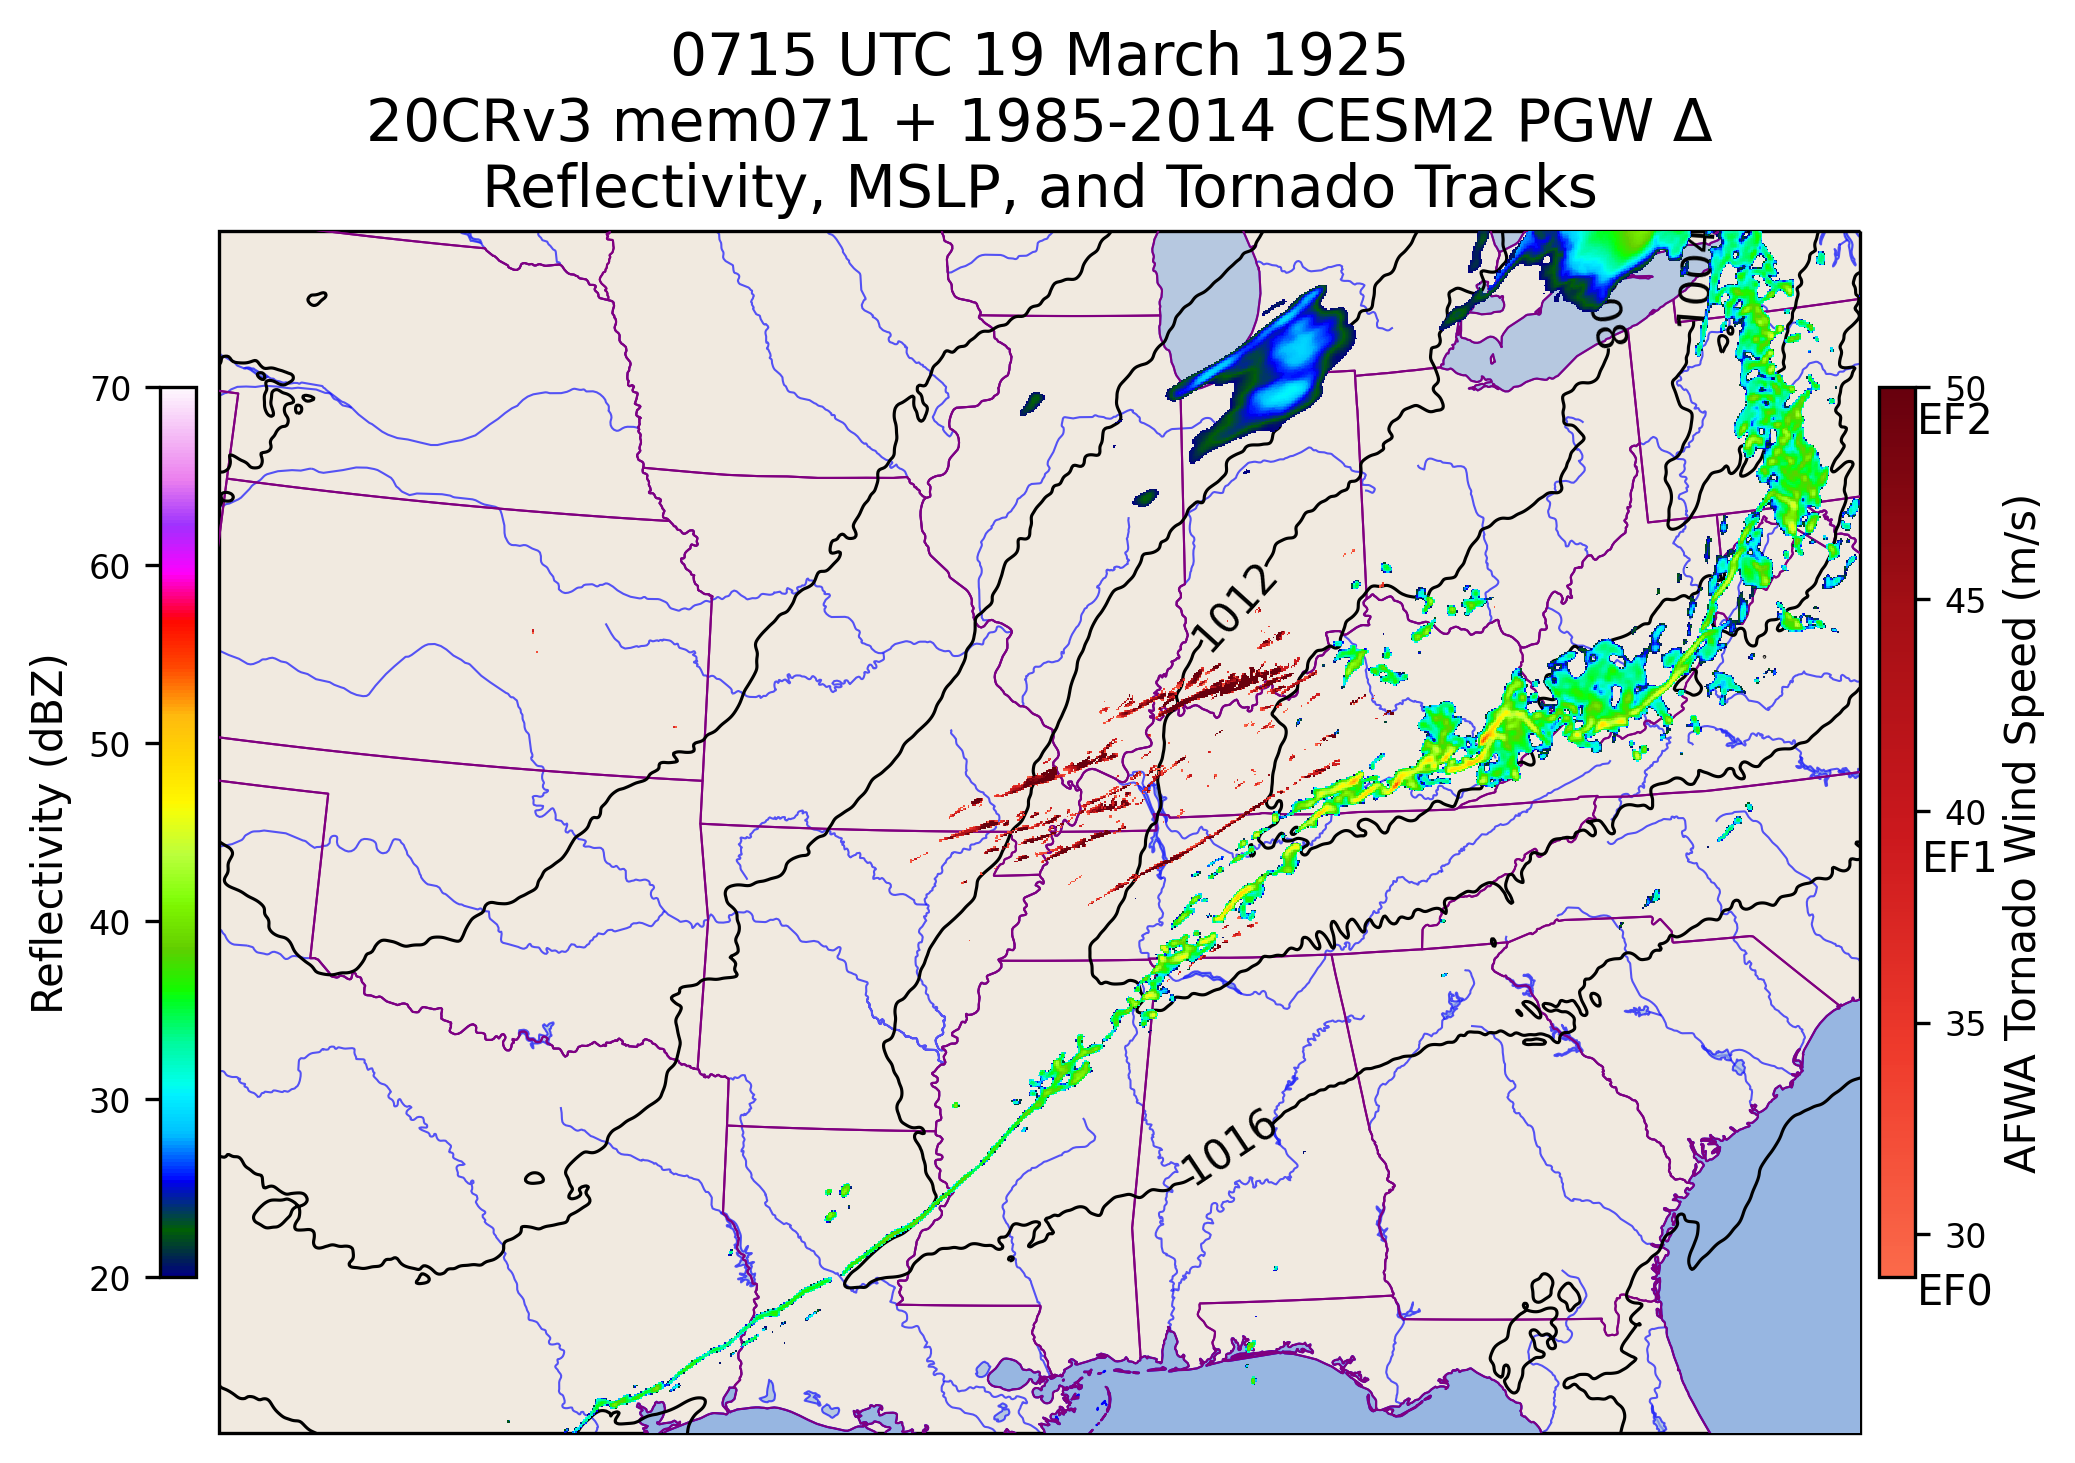 0715 UTC 19 March 1925
20CRv3 mem071 + 1985-2014 CESM2 PGW Δ
Reflectivity, MSLP, and Tornado Tracks
70
60
50
40
30
20
Reflectivity (dBZ)
1004
08
1012
1016
50
EF2
45
40
EF1
35
30
EF0
AFWA Tornado Wind Speed (m/s)